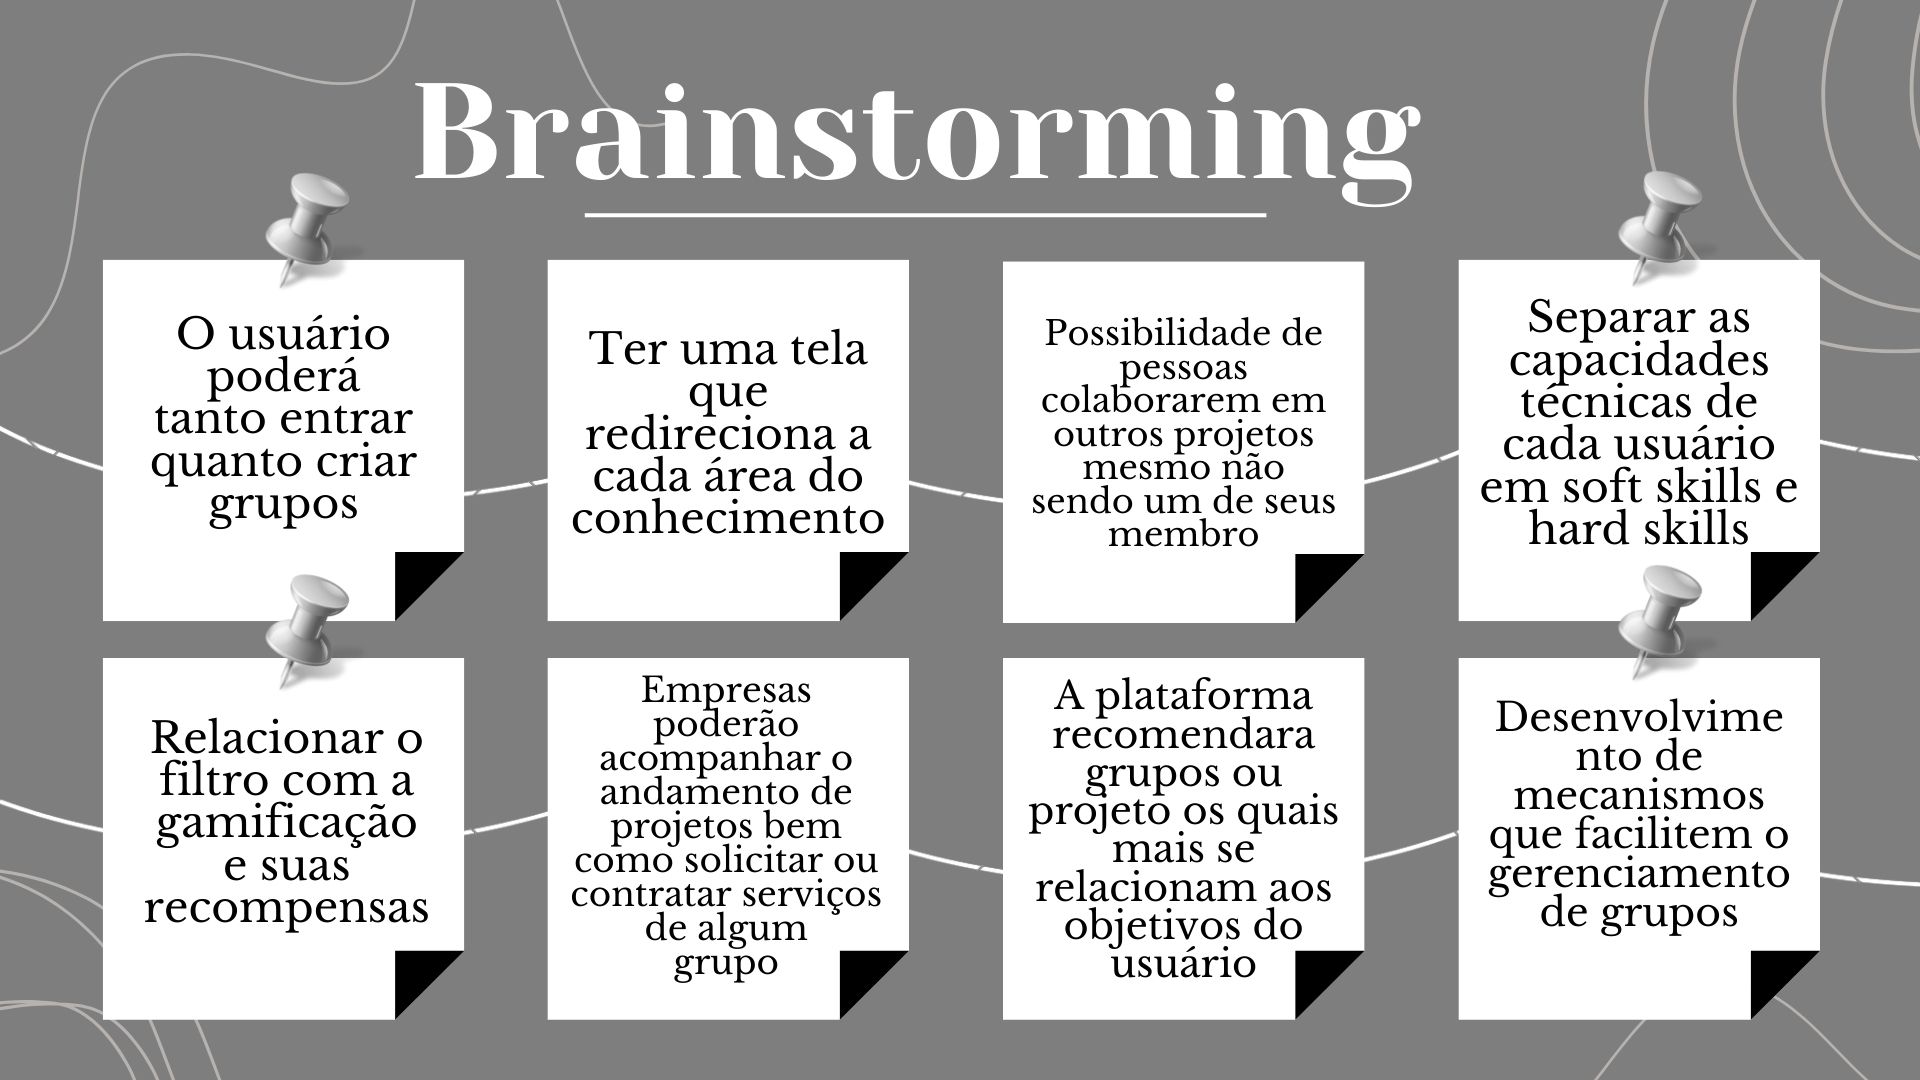 Brainstorming
O usuário
poderá
tanto entrar
quanto criar
grupos
Ter uma tela
que
redireciona a
cada área do
conhecimento
Possibilidade de
pessoas
colaborarem em
outros projetos
mesmo não
sendo um de seus
membro
Separar as
capacidades
técnicas de
cada usuário
em soft skills e
hard skills
Relacionar o
filtro com a
gamificação
e suas
recompensas
Empresas
poderão
acompanhar o
andamento de
projetos bem
como solicitar ou
contratar serviços
de algum
grupo
A plataforma
recomendara
grupos ou
projeto os quais
mais se
relacionam aos
objetivos do
usuário
Desenvolvime
nto de
mecanismos
que facilitem o
gerenciamento
de grupos